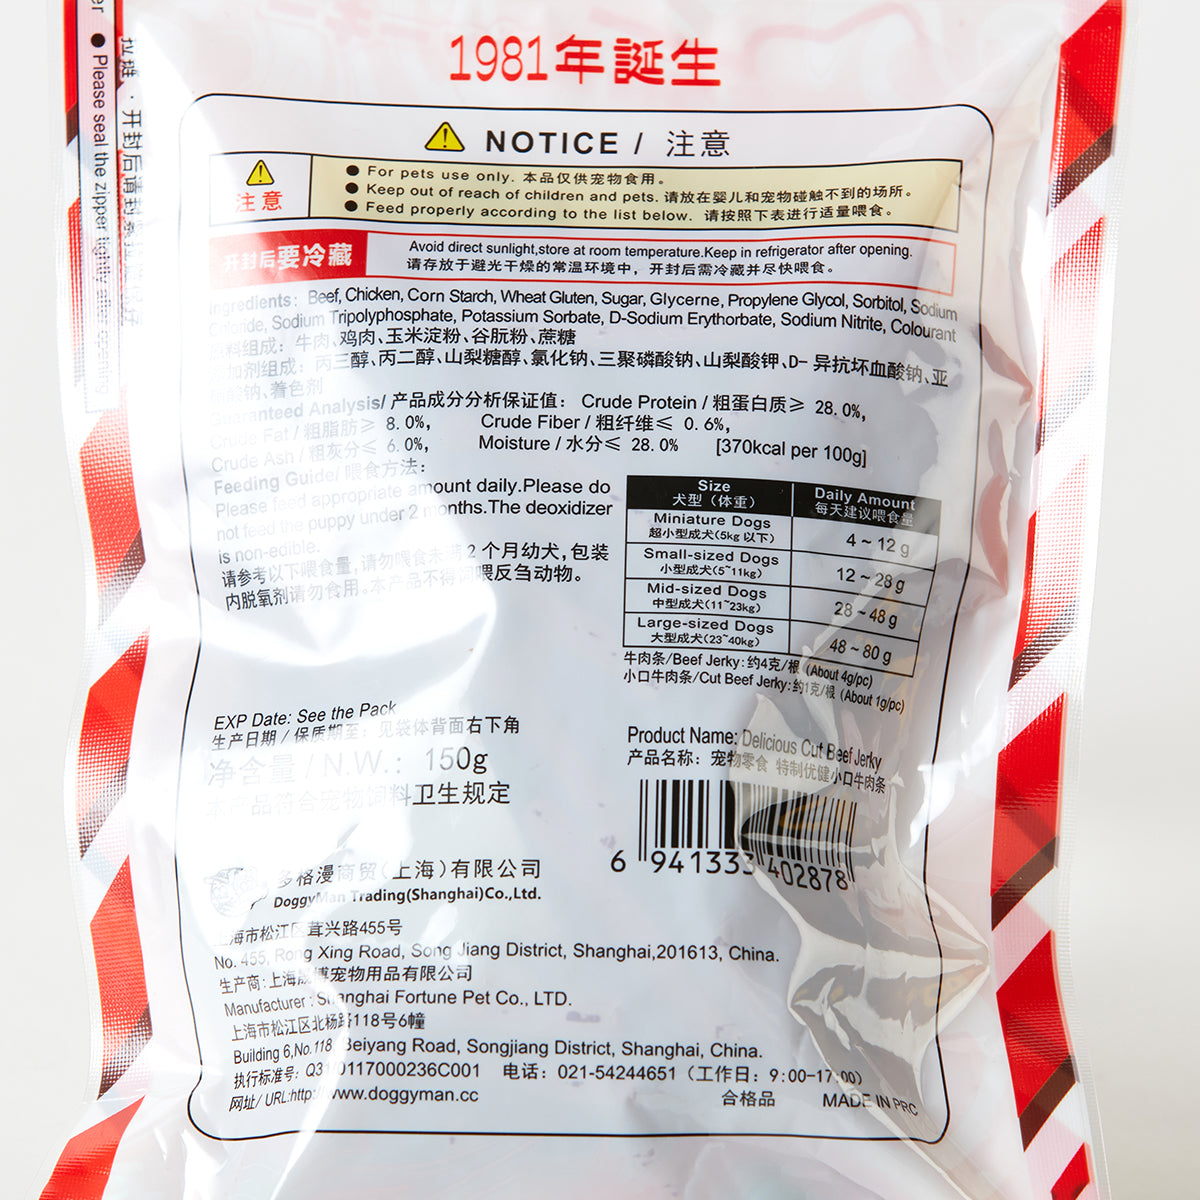 1981年誕生
NOTICE / 注意
注意
● For pets use only. 本品仅供宠物食用。
● Keep out of reach of children and pets. 请放在婴儿和宠物碰触不到的场所。
● Feed properly according to the list below. 请按照下表进行适量喂食。
开封后要冷藏
Avoid direct sunlight,store at room temperature.Keep in refrigerator after opening.
请存放于避光干燥的常温环境中，开封后需冷藏并尽快喂食。
Ingredients: Beef, Chicken, Corn Starch, Wheat Gluten, Sugar, Glycerne, Propylene Glycol, Sorbitol, Sodium
Chloride, Sodium Tripolyphosphate, Potassium Sorbate, D-Sodium Erythorbate, Sodium Nitrite, Colourant
料组成：牛肉、鸡肉、玉米淀粉、谷朊粉、蔗糖
加剂组成：丙三醇、丙二醇、山梨糖醇、氯化钠、三聚磷酸钠、山梨酸钾、D- 异抗坏血酸钠、亚
酸钠、着色剂
Guaranteed Analysis/ 产品成分分析保证值： Crude Protein / 粗蛋白质≥ 28.0%,
Crude Fat / 粗脂肪≥ 8.0%, Crude Fiber / 粗纤维≤ 0.6%,
Crude Ash / 粗灰分≤ 6.0%, Moisture / 水分≤ 28.0% [370kcal per 100g]
Feeding Guide/ 喂食方法：
Please feed appropriate amount daily.Please do
not feed the puppy under 2 months.The deoxidizer
is non-edible.
请参考以下喂食量,请勿喂食未满2个月幼犬,包装
内脱氧剂请勿食用。本产品不得饲喂反刍动物。
Size Daily Amount
犬型（体重） 每天建议喂食量
Miniature Dogs
超小型成犬(5kg 以下) 4 ~ 12 g
Small-sized Dogs
小型成犬(5~11kg) 12 ~ 28 g
Mid-sized Dogs
中型成犬(11~23kg) 28 ~ 48 g
Large-sized Dogs
大型成犬(23~40kg) 48 ~ 80 g
牛肉条/Beef Jerky: 约4克/根 (About 4g/pc)
小口牛肉条/Cut Beef Jerky: 约1克/根 (About 1g/pc)
EXP Date: See the Pack
生产日期 / 保质期至：见袋体背面右下角
净含量 / N.W.： 150g
本产品符合宠物饲料卫生规定
Product Name: Delicious Cut Beef Jerky
产品名称：宠物零食 特制优健小口牛肉条
6 941333 402878
多格漫商贸(上海)有限公司
DoggyMan Trading(Shanghai)Co.,Ltd.
上海市松江区茸兴路455号
No. 455, Rong Xing Road, Song Jiang District, Shanghai,201613, China.
生产商:上海晟博宠物用品有限公司
Manufacturer : Shanghai Fortune Pet Co., LTD.
上海市松江区北杨路118号6幢
Building 6,No.118 Beiyang Road, Songjiang District, Shanghai, China.
执行标准号: Q310117000236C001 电话：021-54244651（工作日：9:00-17:00）
网址/ URL:http://www.doggyman.cc 合格品 MADE IN PRC
● Please seal the zipper tightly after opening
开封后请封紧